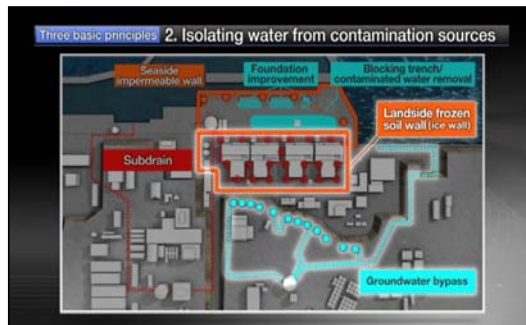 Three basic principles 2. Isolating water from contamination sources
Seaside
impermeable wall
Foundation
improvement
Blocking trench/
contaminated water removal
Landside frozen
soil wall (ice wall)
Subdrain
Groundwater bypass